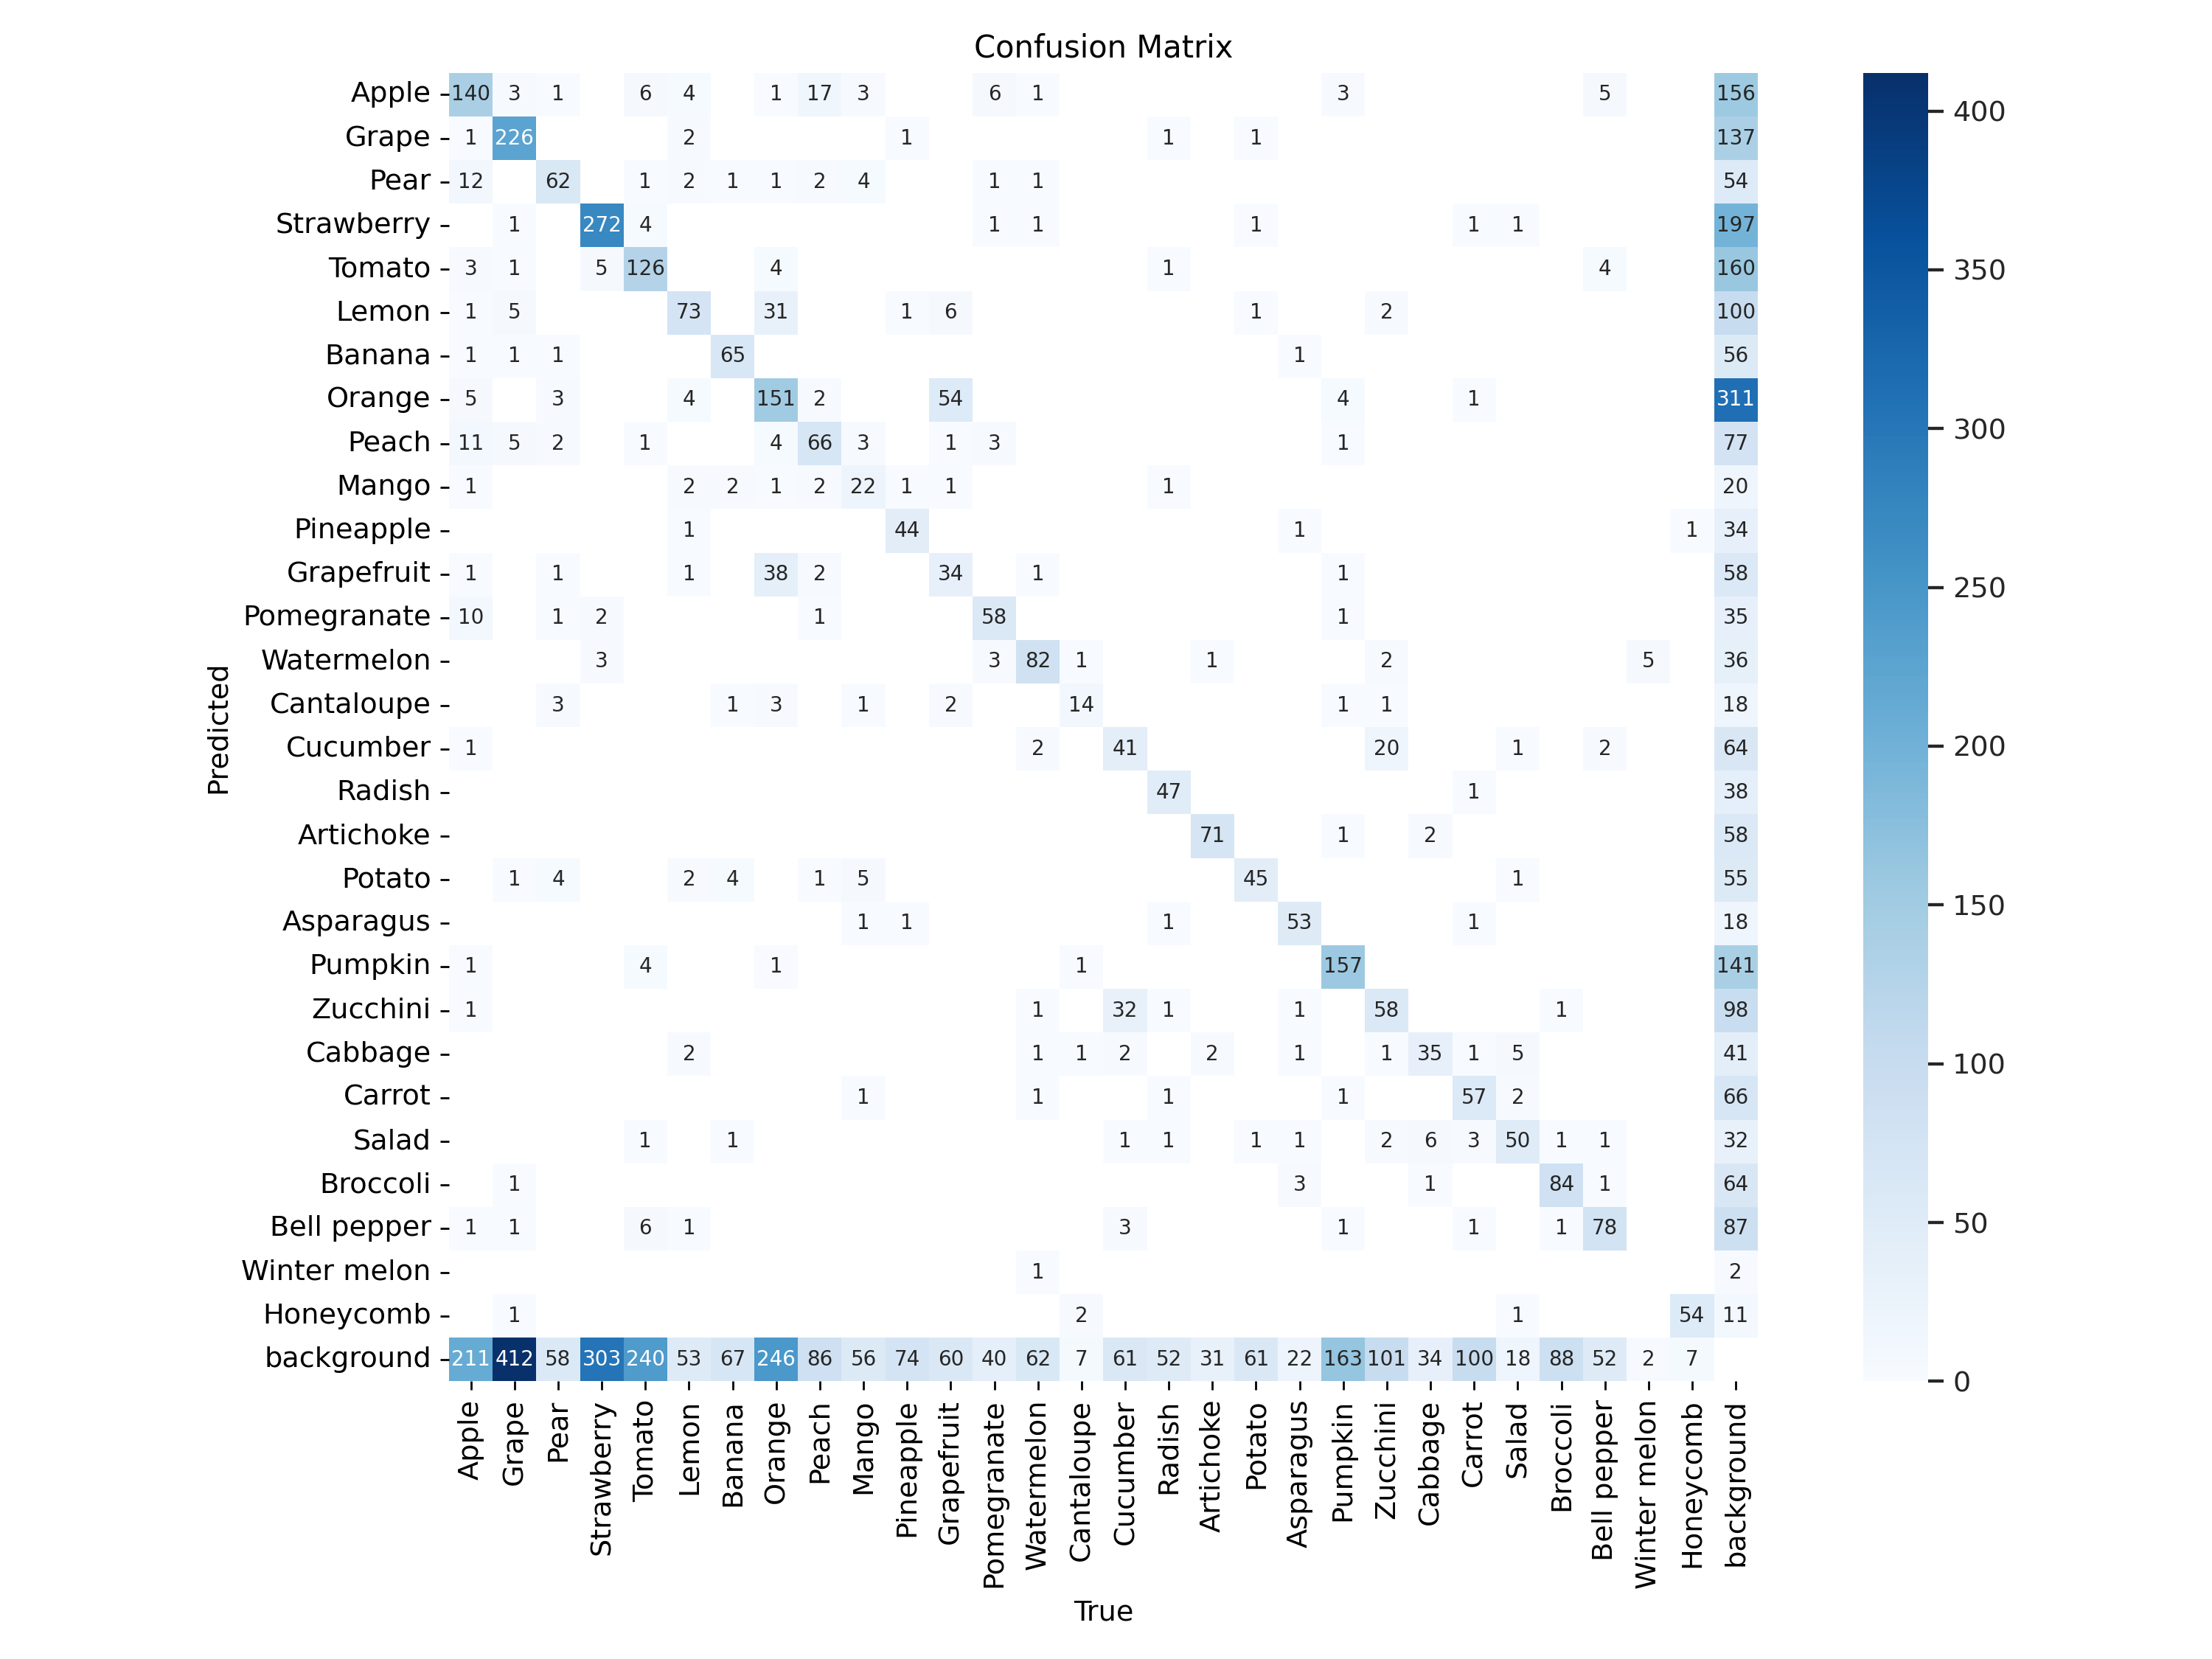 Confusion Matrix
Apple 140 3 1 6 4 1 17 3 6 1 3 5 156
Grape 1 226 2 1 1 1 137
Pear 12 62 1 2 1 1 2 4 1 1 54
Strawberry 1 272 4 1 1 1 1 1 197
Tomato 3 1 5 126 4 1 4 160
Lemon 1 5 73 31 1 6 1 2 100
Banana 1 1 1 65 1 56
Orange 5 3 4 151 2 54 4 1 311
Peach 11 5 2 1 4 66 3 1 3 1 77
Mango 1 2 2 1 2 22 1 1 1 20
Pineapple 1 44 1 1 34
Grapefruit 1 1 1 38 2 34 1 1 58
Pomegranate 10 1 2 1 58 1 35
Watermelon 3 3 82 1 1 2 5 36
Cantaloupe 3 1 3 1 2 14 1 1 18
Cucumber 1 2 41 20 1 2 64
Radish 47 1 38
Artichoke 71 1 2 58
Potato 1 4 2 4 1 5 45 1 55
Asparagus 1 1 1 53 1 18
Pumpkin 1 4 1 1 157 141
Zucchini 1 1 32 1 1 58 1 98
Cabbage 2 1 1 2 2 1 1 35 1 5 41
Carrot 1 1 1 1 57 2 66
Salad 1 1 1 1 1 1 2 6 3 50 1 1 32
Broccoli 1 3 1 84 1 64
Bell pepper 1 1 6 1 3 1 1 1 78 87
Winter melon 1 2
Honeycomb 1 2 1 54 11
background 211 412 58 303 240 53 67 246 86 56 74 60 40 62 7 61 52 31 61 22 163 101 34 100 18 88 52 2 7
Predicted
Apple Grape Pear Strawberry Tomato Lemon Banana Orange Peach Mango Pineapple Grapefruit Pomegranate Watermelon Cantaloupe Cucumber Radish Artichoke Potato Asparagus Pumpkin Zucchini Cabbage Carrot Salad Broccoli Bell pepper Winter melon Honeycomb background
True
400
350
300
250
200
150
100
50
0